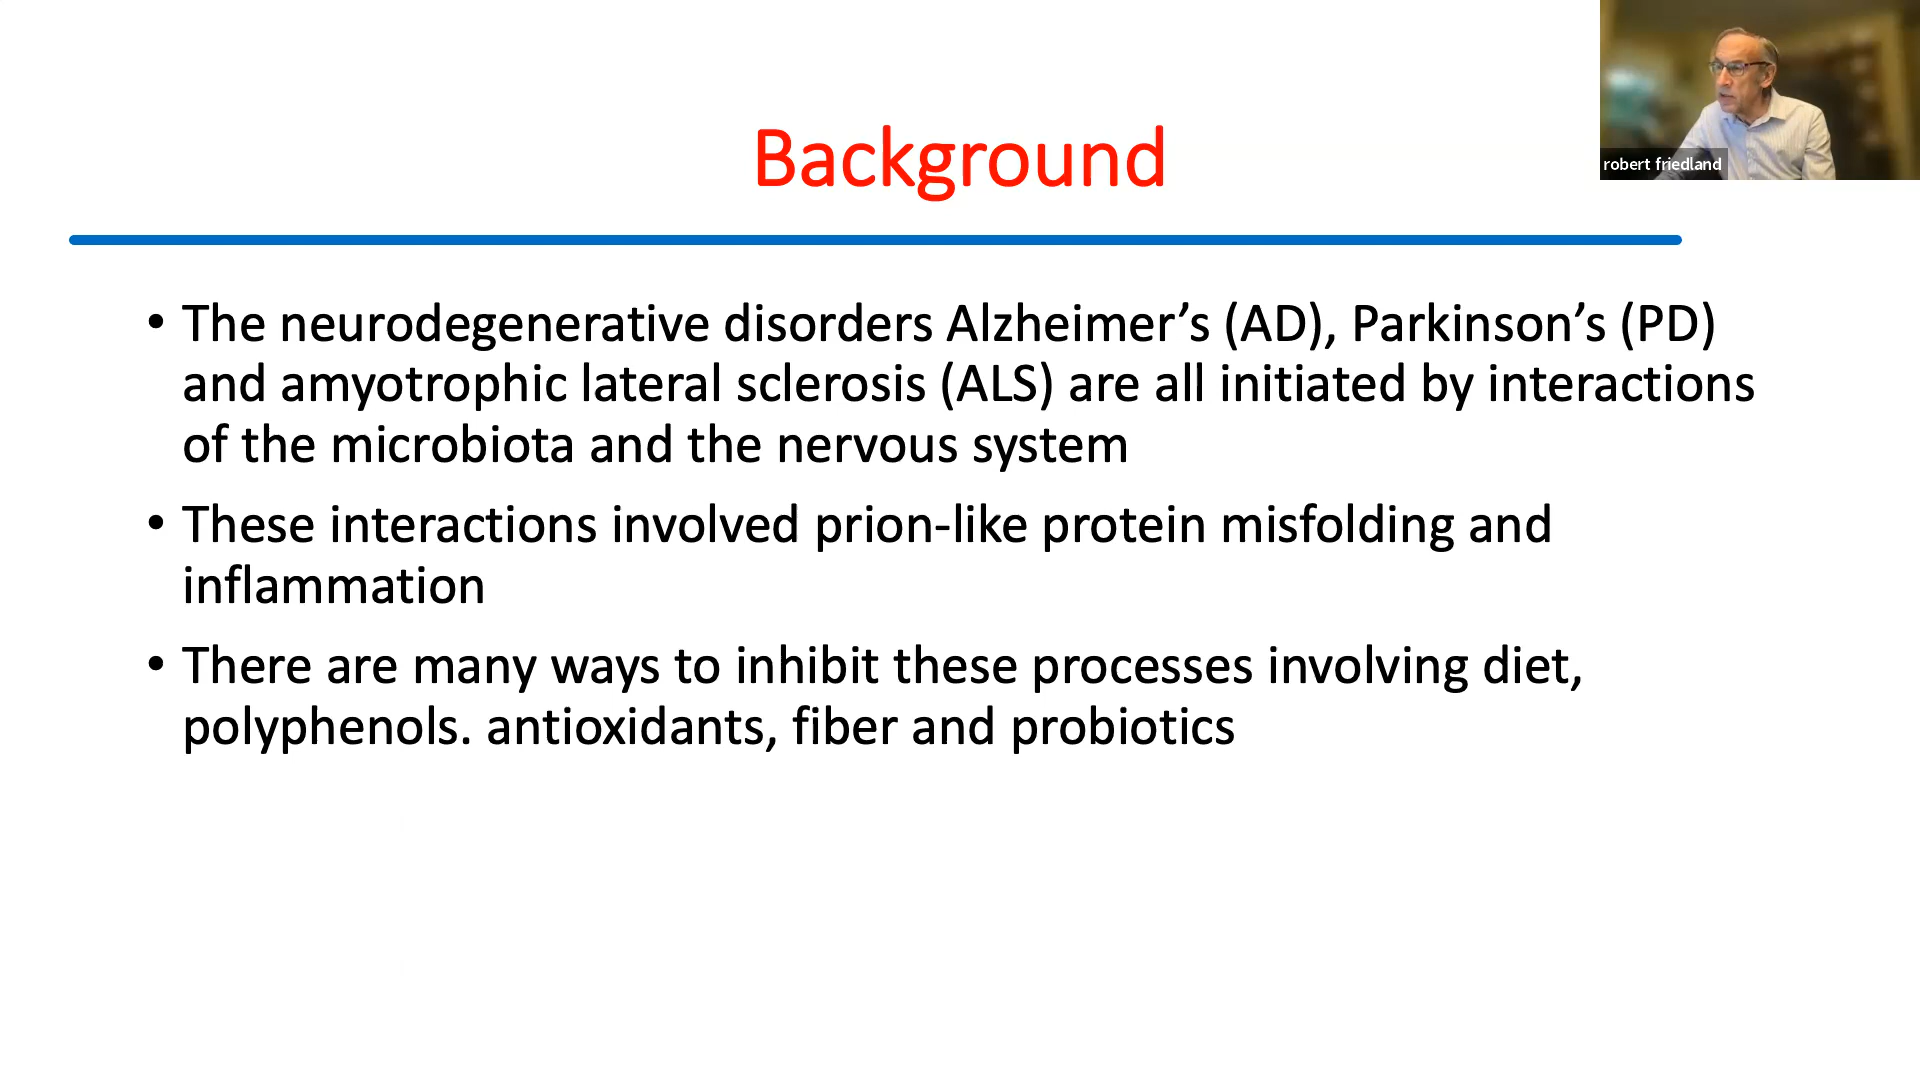 Background
robert friedland
• The neurodegenerative disorders Alzheimer’s (AD), Parkinson’s (PD)
and amyotrophic lateral sclerosis (ALS) are all initiated by interactions
of the microbiota and the nervous system
• These interactions involved prion-like protein misfolding and
inflammation
• There are many ways to inhibit these processes involving diet,
polyphenols. antioxidants, fiber and probiotics